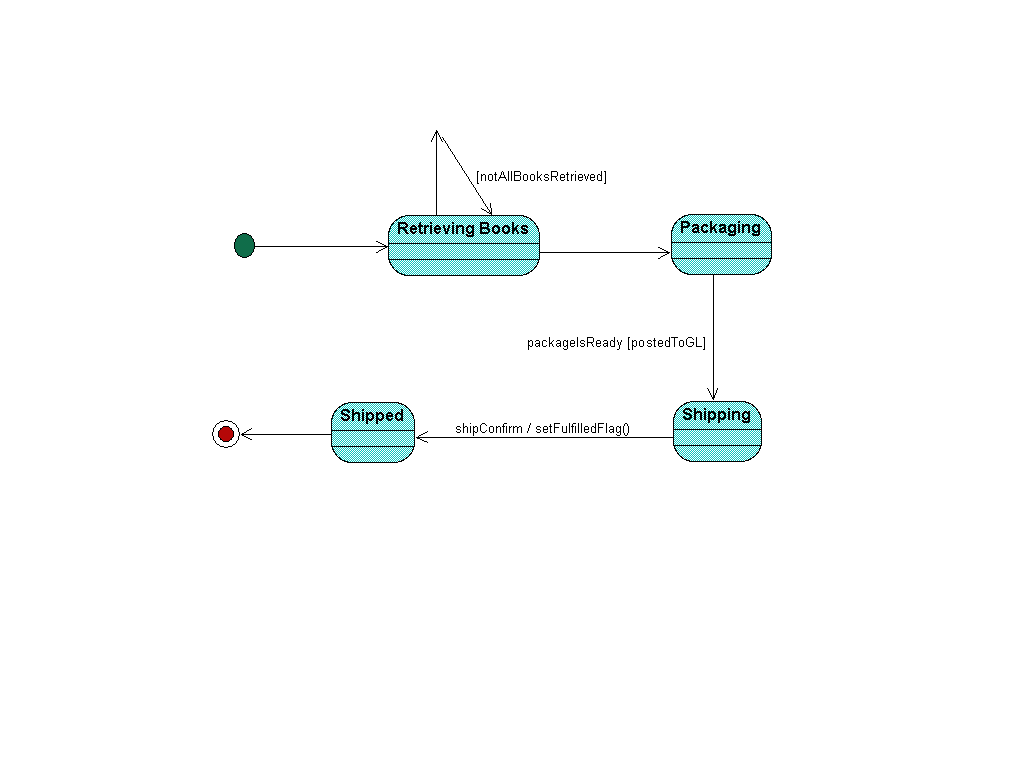 [notAllBooksRetrieved]
Retrieving Books
Packaging
packageIsReady [postedToGL]
Shipped
shipConfirm / setFulfilledFlag()
Shipping